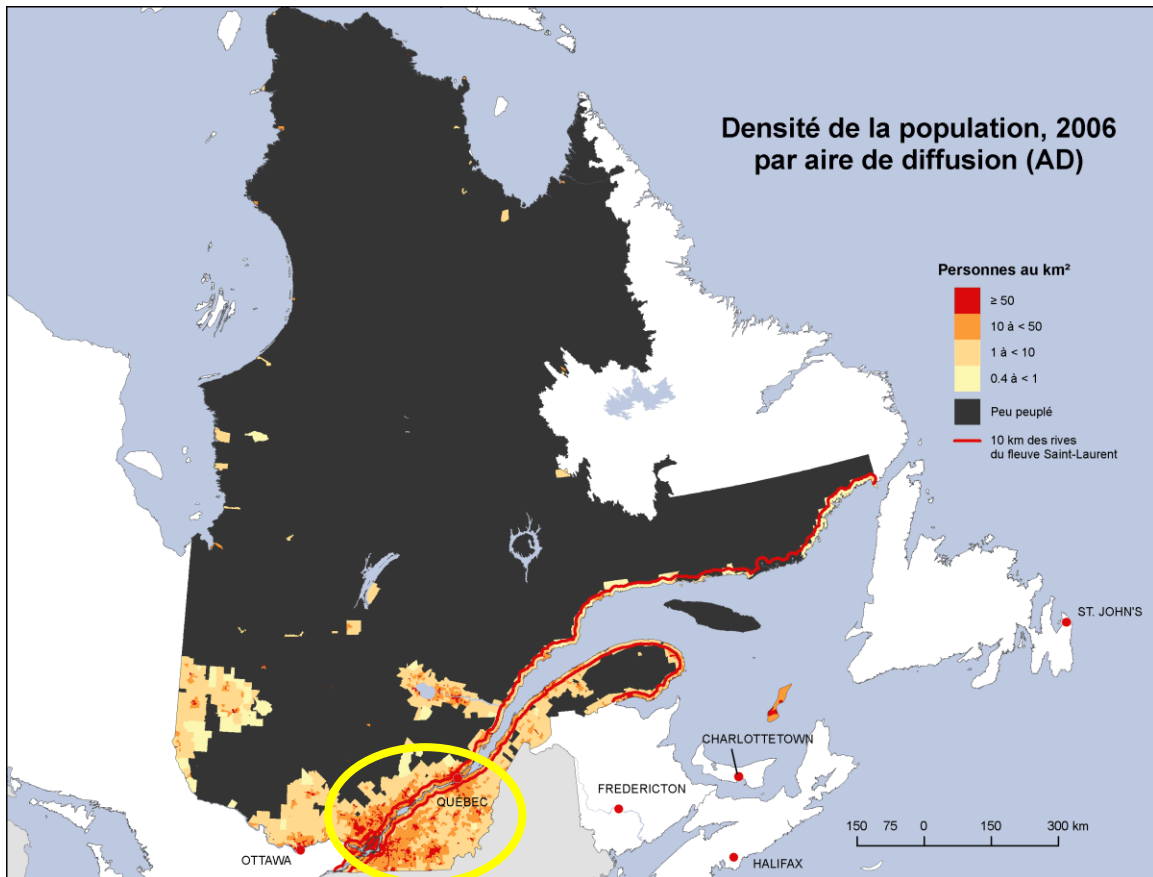 Densité de la population, 2006
par aire de diffusion (AD)
Personnes au km²
≥ 50
10 à < 50
1 à < 10
0.4 à < 1
Peu peuplé
10 km des rives
du fleuve Saint-Laurent
ST. JOHN'S
CHARLOTTETOWN
QUÉBEC
FREDERICTON
OTTAWA
HALIFAX
150 75 0 150 300 km